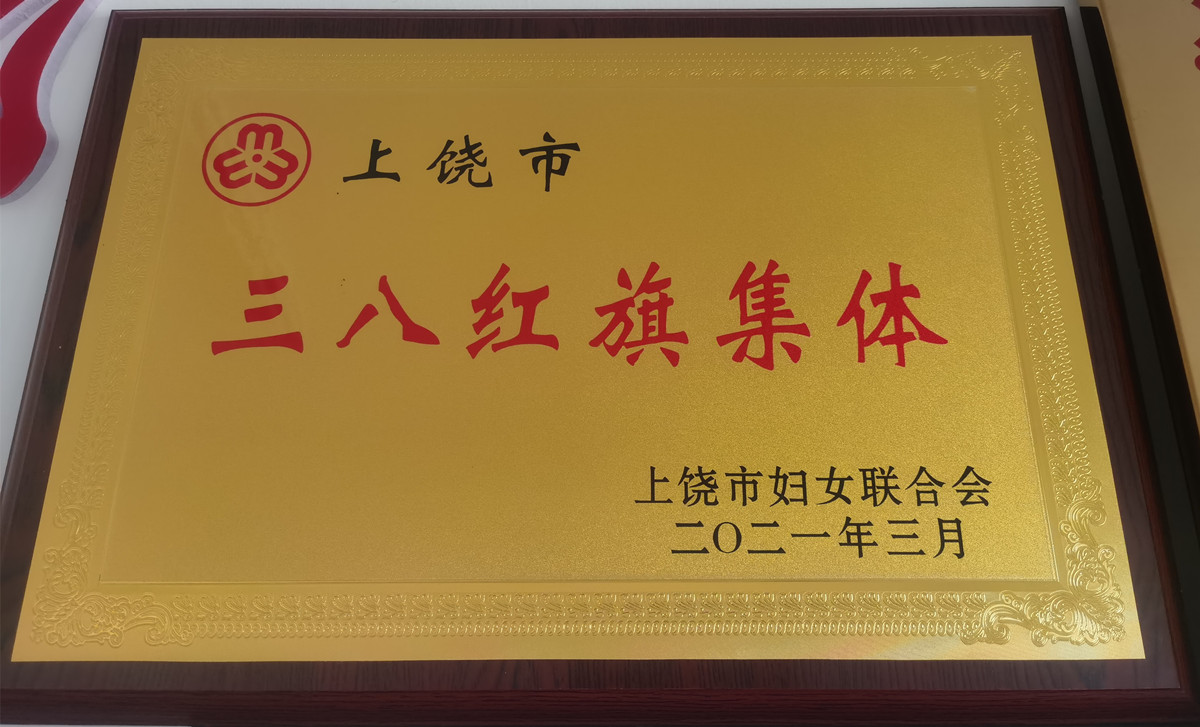 上饶市
三八红旗集体
上饶市妇女联合会
二〇二一年三月